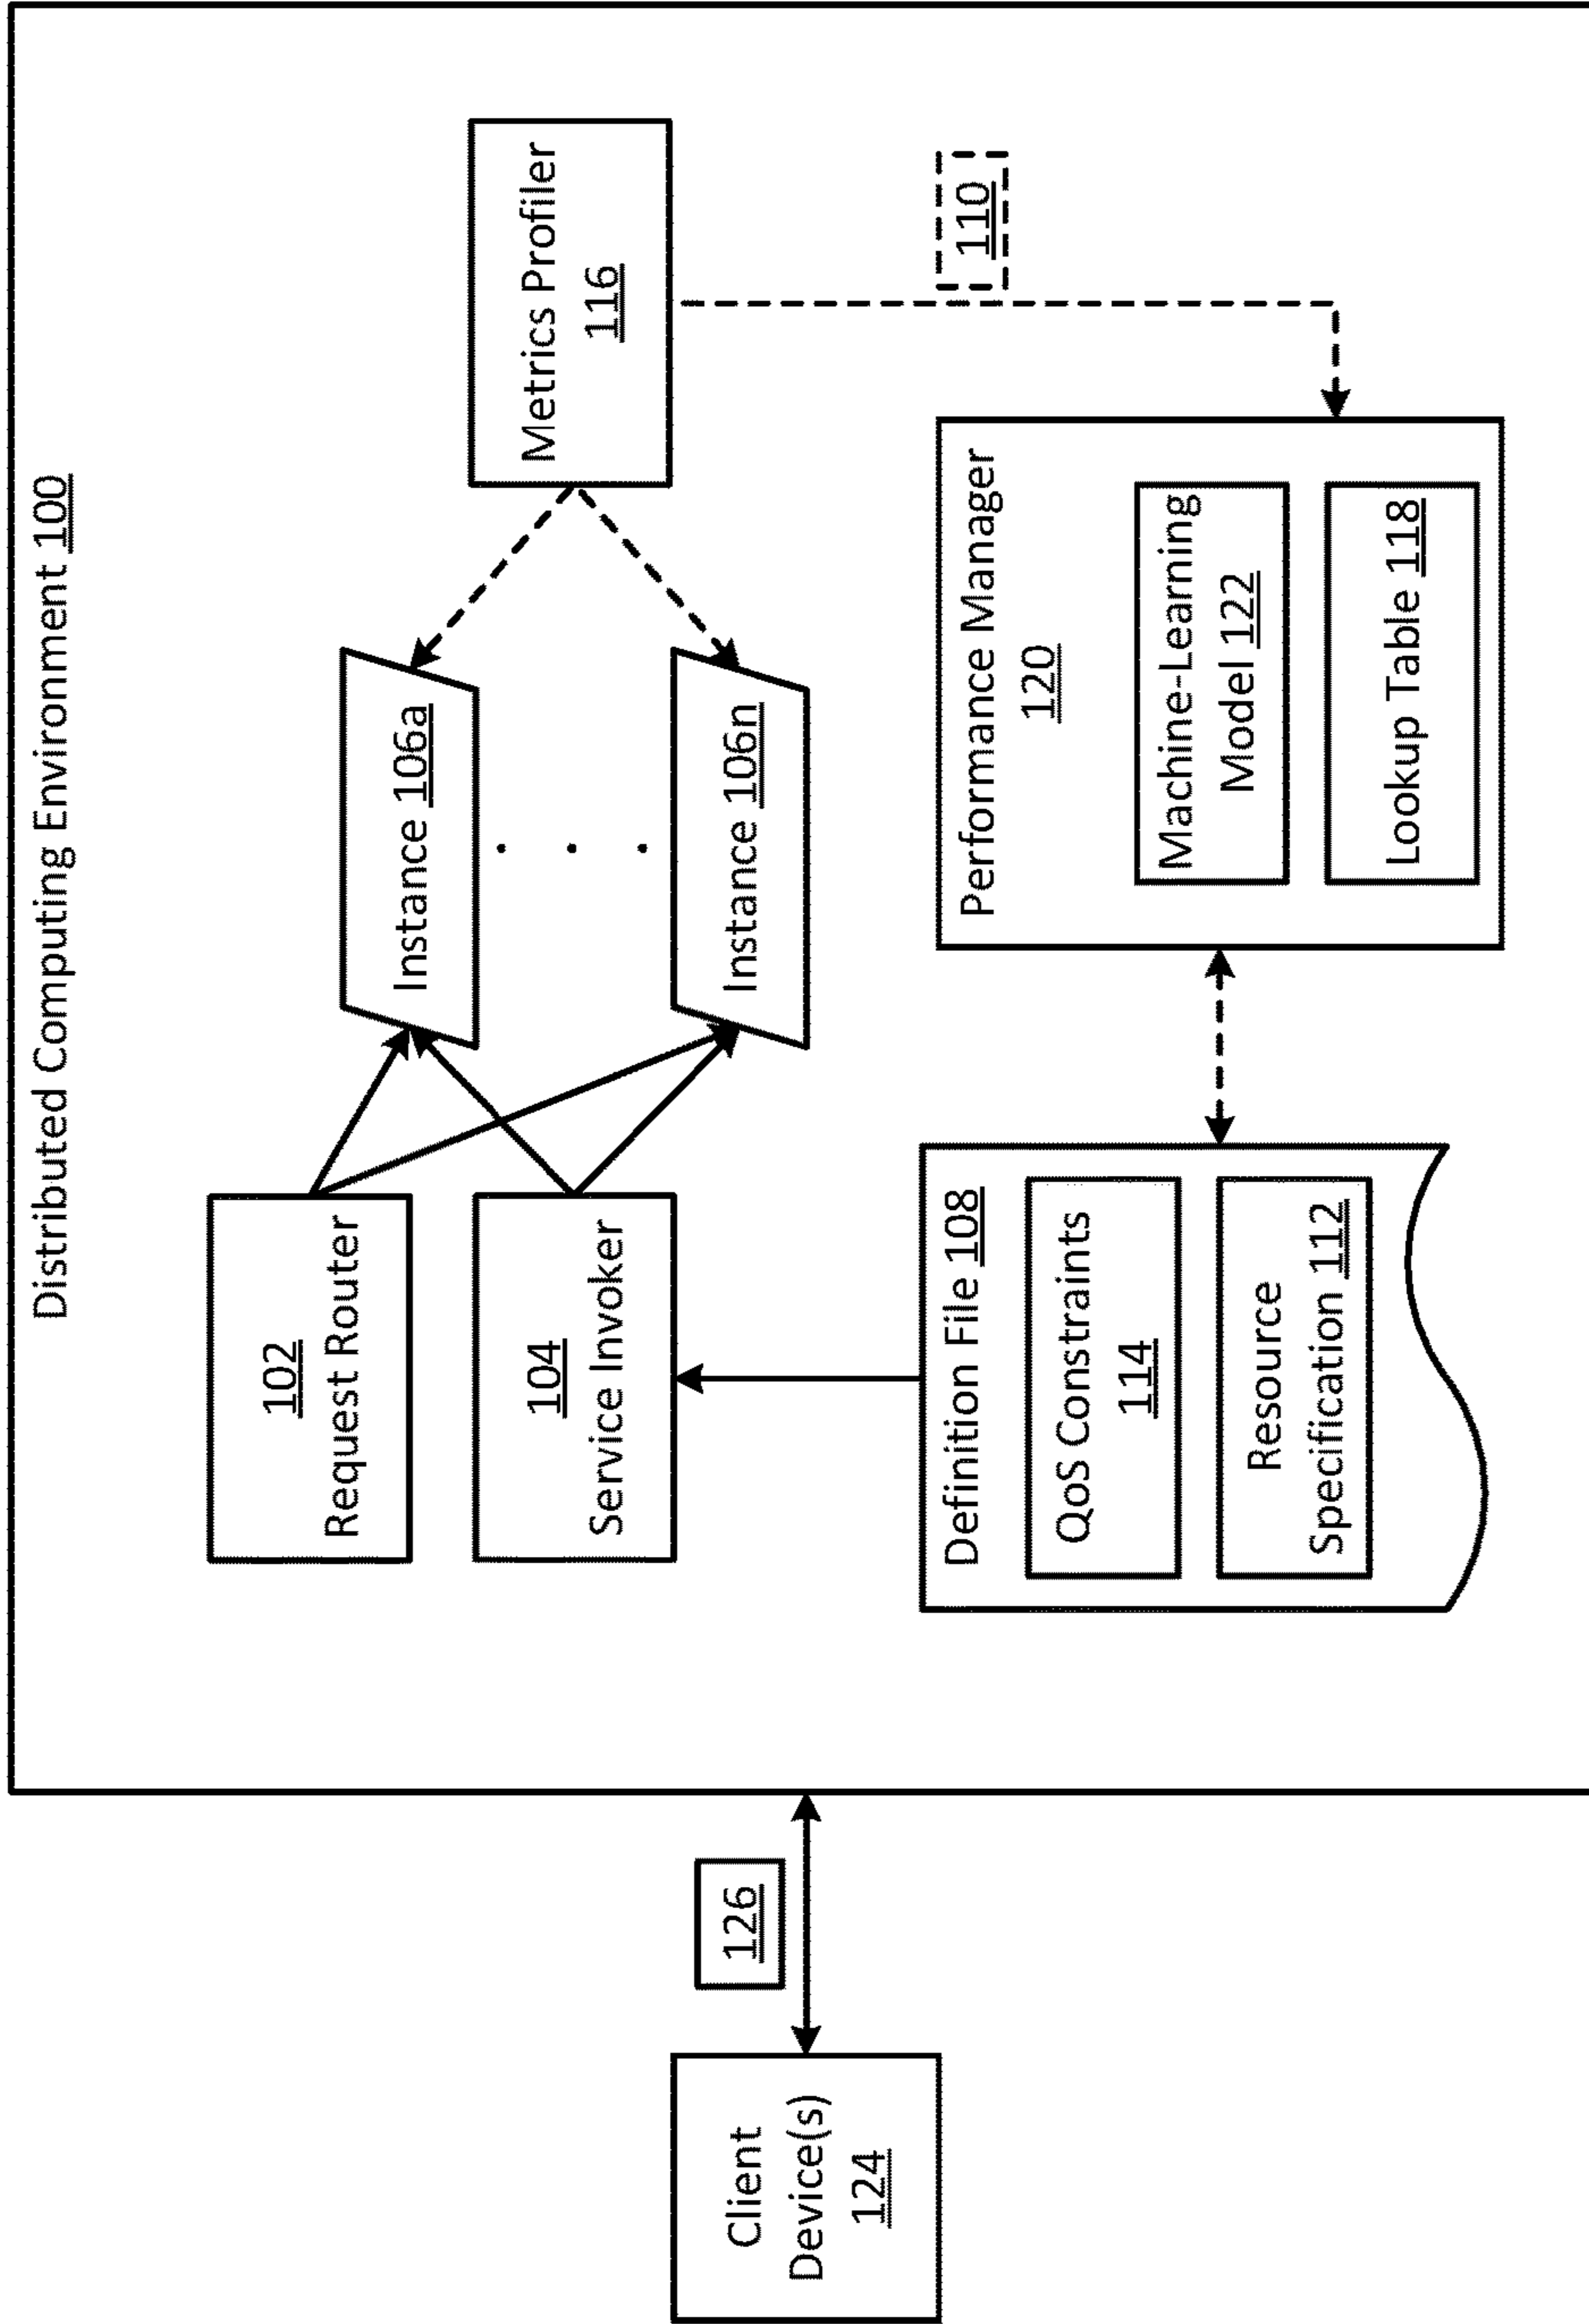 Distributed Computing Environment 100
102
Request Router
104
Service Invoker
Instance 106a
Instance 106n
Metrics Profiler
116
110
Client
Device(s)
124
126
Definition File 108
QoS Constraints
114
Resource
Specification 112
Performance Manager
120
Machine-Learning
Model 122
Lookup Table 118